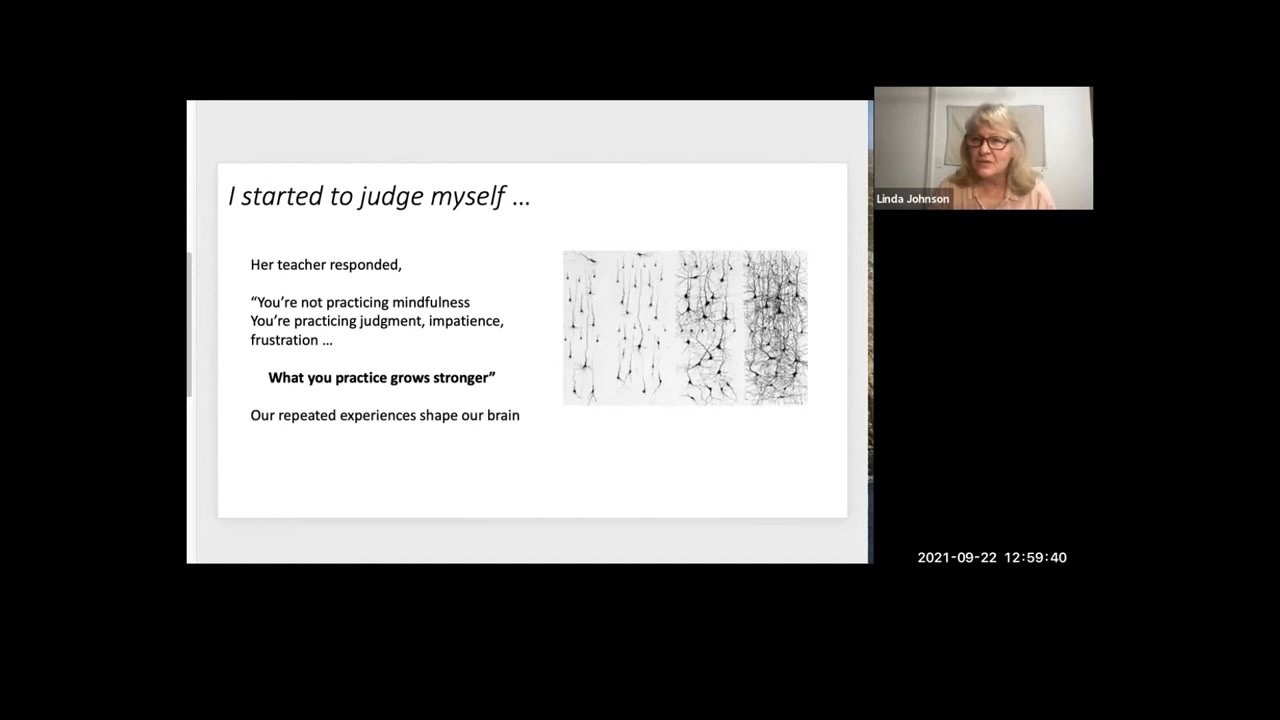 I started to judge myself …
Her teacher responded,
“You’re not practicing mindfulness
You’re practicing judgment, impatience,
frustration …
What you practice grows stronger”
Our repeated experiences shape our brain
Linda Johnson
2021-09-22 12:59:40